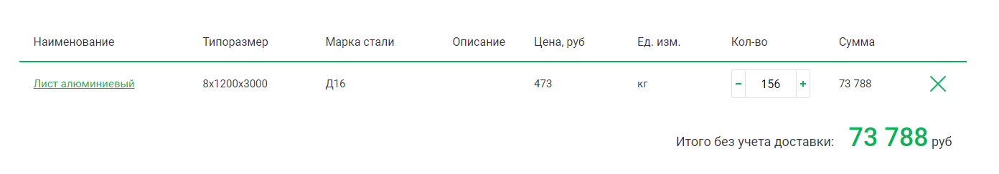 Наименование Типоразмер Марка стали Описание Цена, руб Ед. изм. Кол-во Сумма
Лист алюминиевый 8х1200х3000 Д16 473 кг − 156 + 73 788
Итого без учета доставки: 73 788 руб